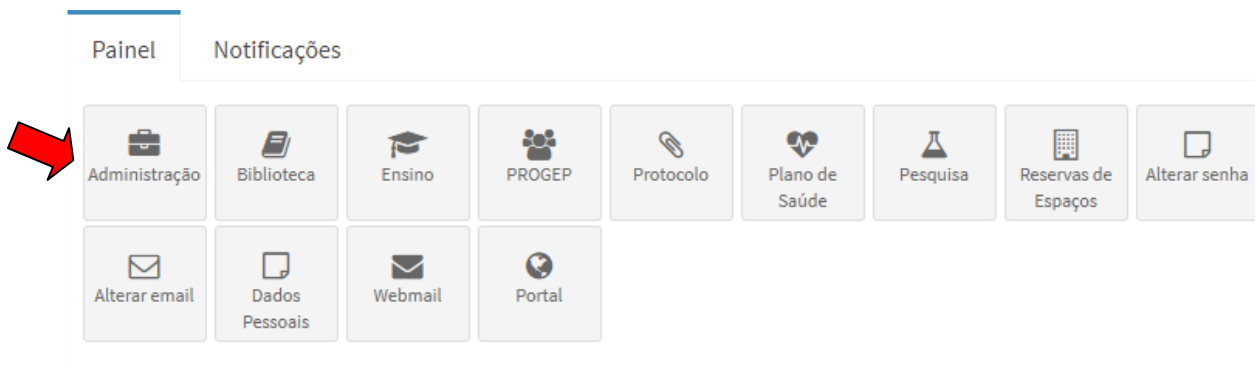 Painel
Notificações
Administração
Biblioteca
Ensino
PROGEP
Protocolo
Plano de
Saúde
Pesquisa
Reservas de
Espaços
Alterar senha
Alterar email
Dados
Pessoais
Webmail
Portal